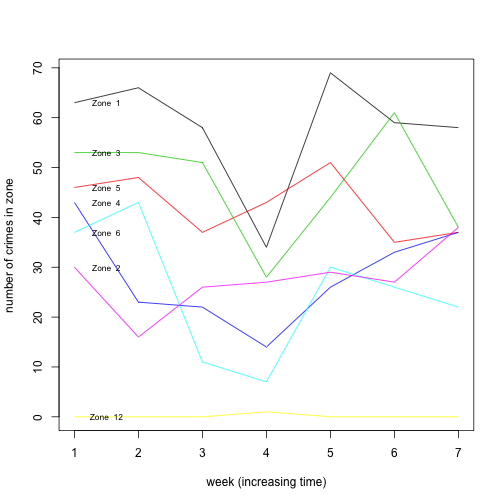 number of crimes in zone
70
60
50
40
30
20
10
0
Zone 1
Zone 3
Zone 5
Zone 4
Zone 6
Zone 2
Zone 12
1 2 3 4 5 6 7
week (increasing time)